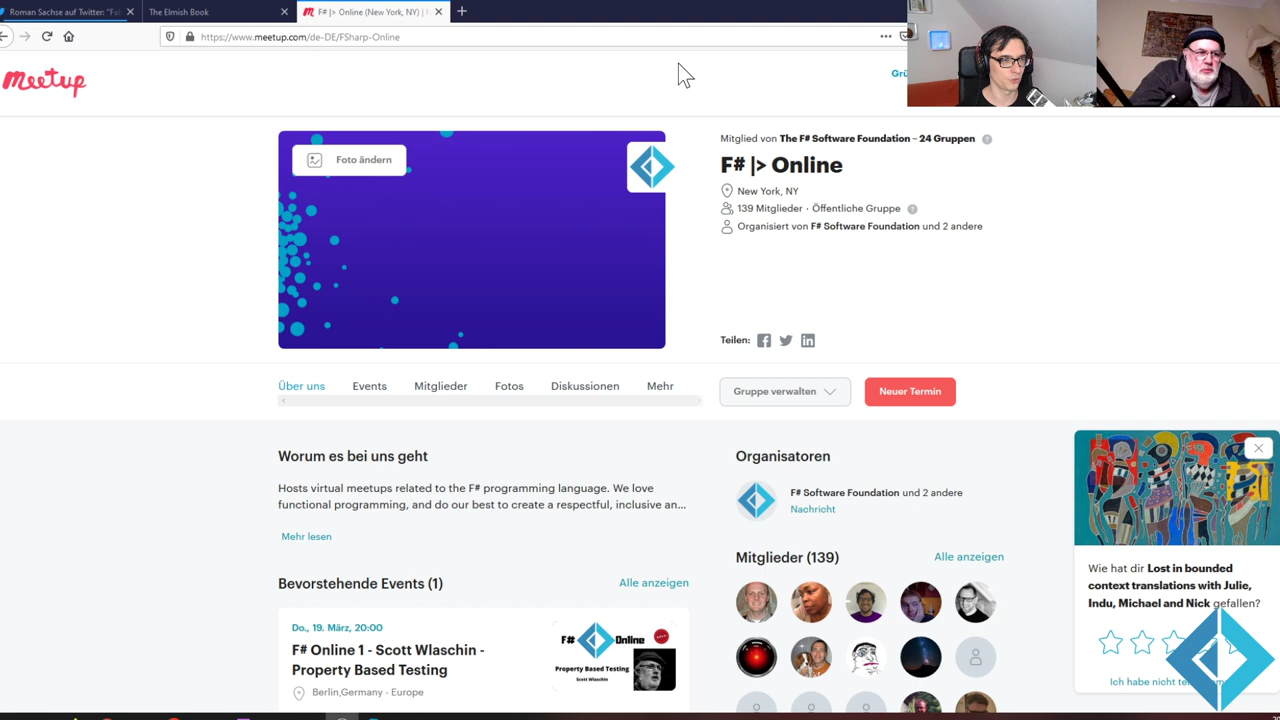 Roman Sachse auf Twitter: "Fab
The Elmish Book
F# |> Online (New York, NY) |
https://www.meetup.com/de-DE/FSharp-Online
meetup
Grü
Foto ändern
Mitglied von The F# Software Foundation – 24 Gruppen ?
F# |> Online
New York, NY
139 Mitglieder · Öffentliche Gruppe ?
Organisiert von F# Software Foundation und 2 andere
Teilen:
Über uns Events Mitglieder Fotos Diskussionen Mehr
Gruppe verwalten
Neuer Termin
Worum es bei uns geht
Hosts virtual meetups related to the F# programming language. We love
functional programming, and do our best to create a respectful, inclusive an...
Mehr lesen
Bevorstehende Events (1)
Alle anzeigen
Do., 19. März, 20:00
F# Online 1 - Scott Wlaschin -
Property Based Testing
Berlin,Germany - Europe
F# Online
Property Based Testing
Scott Wlaschin
Organisatoren
F# Software Foundation und 2 andere
Nachricht
Mitglieder (139)
Alle anzeigen
Wie hat dir Lost in bounded
context translations with Julie,
Indu, Michael and Nick gefallen?
Ich habe nicht